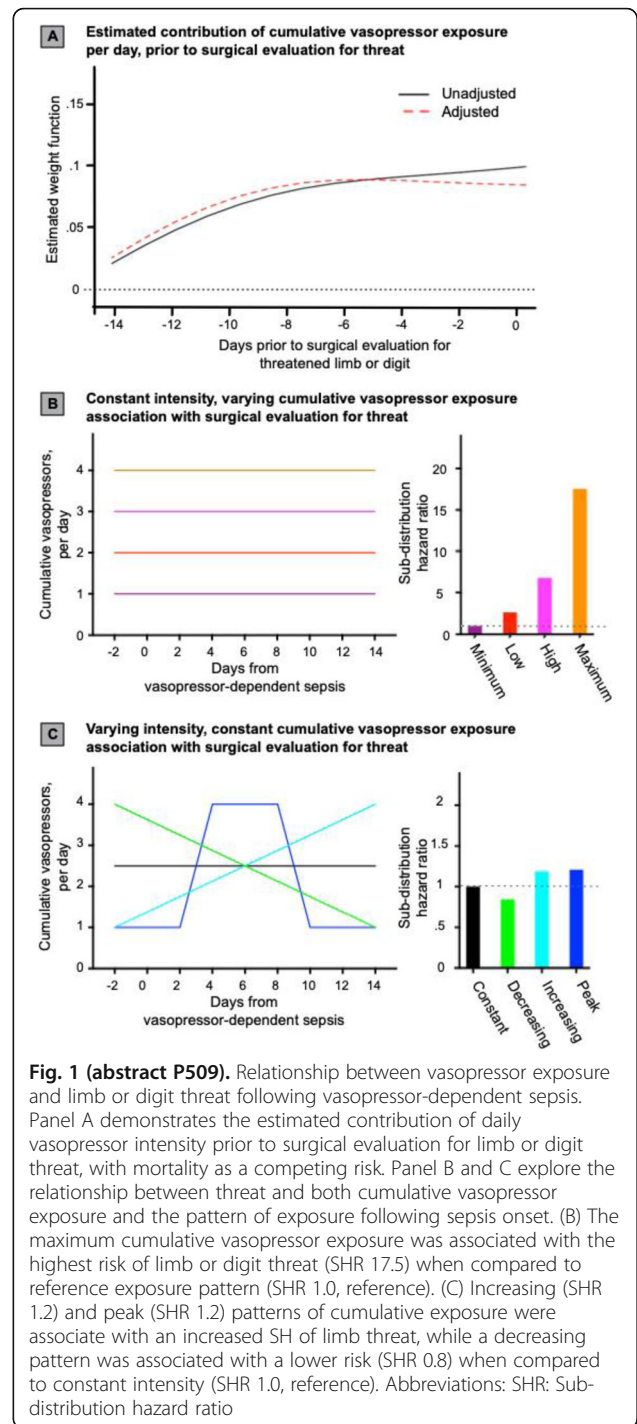 A Estimated contribution of cumulative vasopressor exposure
per day, prior to surgical evaluation for threat
Estimated weight function
.15
.1
.05
0
Unadjusted
Adjusted
-14 -12 -10 -8 -6 -4 -2 0
Days prior to surgical evaluation for
threatened limb or digit
B Constant intensity, varying cumulative vasopressor exposure
association with surgical evaluation for threat
Cumulative vasopressors,
per day
4
3
2
1
0
-2 0 2 4 6 8 10 12 14
Days from
vasopressor-dependent sepsis
Sub-distribution
hazard ratio
20
15
10
5
0
Minimum
Low
High
Maximum
C Varying intensity, constant cumulative vasopressor exposure
association with surgical evaluation for threat
Cumulative vasopressors,
per day
4
3
2
1
0
-2 0 2 4 6 8 10 12 14
Days from
vasopressor-dependent sepsis
Sub-distribution
hazard ratio
2
1
1
.5
0
Constant
Decreasing
Increasing
Peak
Fig. 1 (abstract P509). Relationship between vasopressor exposure
and limb or digit threat following vasopressor-dependent sepsis.
Panel A demonstrates the estimated contribution of daily
vasopressor intensity prior to surgical evaluation for limb or digit
threat, with mortality as a competing risk. Panel B and C explore the
relationship between threat and both cumulative vasopressor
exposure and the pattern of exposure following sepsis onset. (B) The
maximum cumulative vasopressor exposure was associated with the
highest risk of limb or digit threat (SHR 17.5) when compared to
reference exposure pattern (SHR 1.0, reference). (C) Increasing (SHR
1.2) and peak (SHR 1.2) patterns of cumulative exposure were
associate with an increased SH of limb threat, while a decreasing
pattern was associated with a lower risk (SHR 0.8) when compared
to constant intensity (SHR 1.0, reference). Abbreviations: SHR: Sub-
distribution hazard ratio